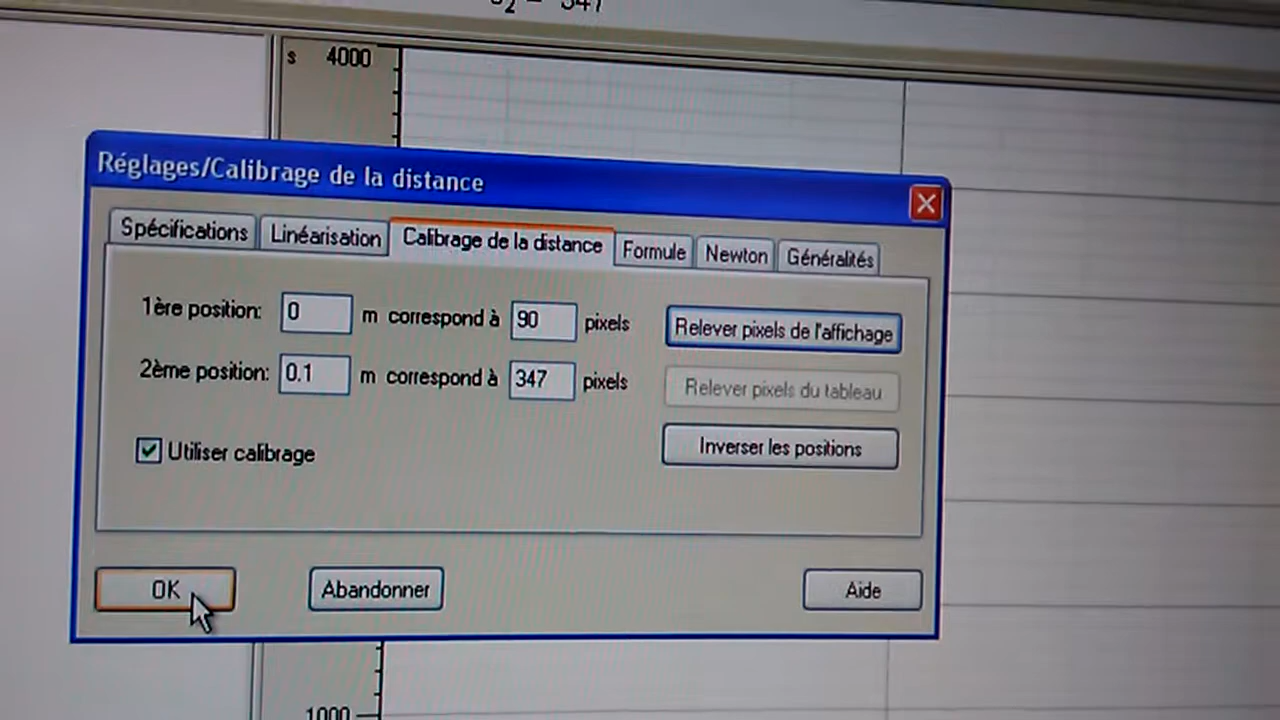 s₂ = 347
s 4000
Réglages/Calibrage de la distance
Spécifications Linéarisation Calibrage de la distance Formule Newton Généralités
1ère position: 0 m correspond à 90 pixels Relever pixels de l'affichage
2ème position: 0.1 m correspond à 347 pixels Relever pixels du tableau
Utiliser calibrage Inverser les positions
OK Abandonner Aide
1000